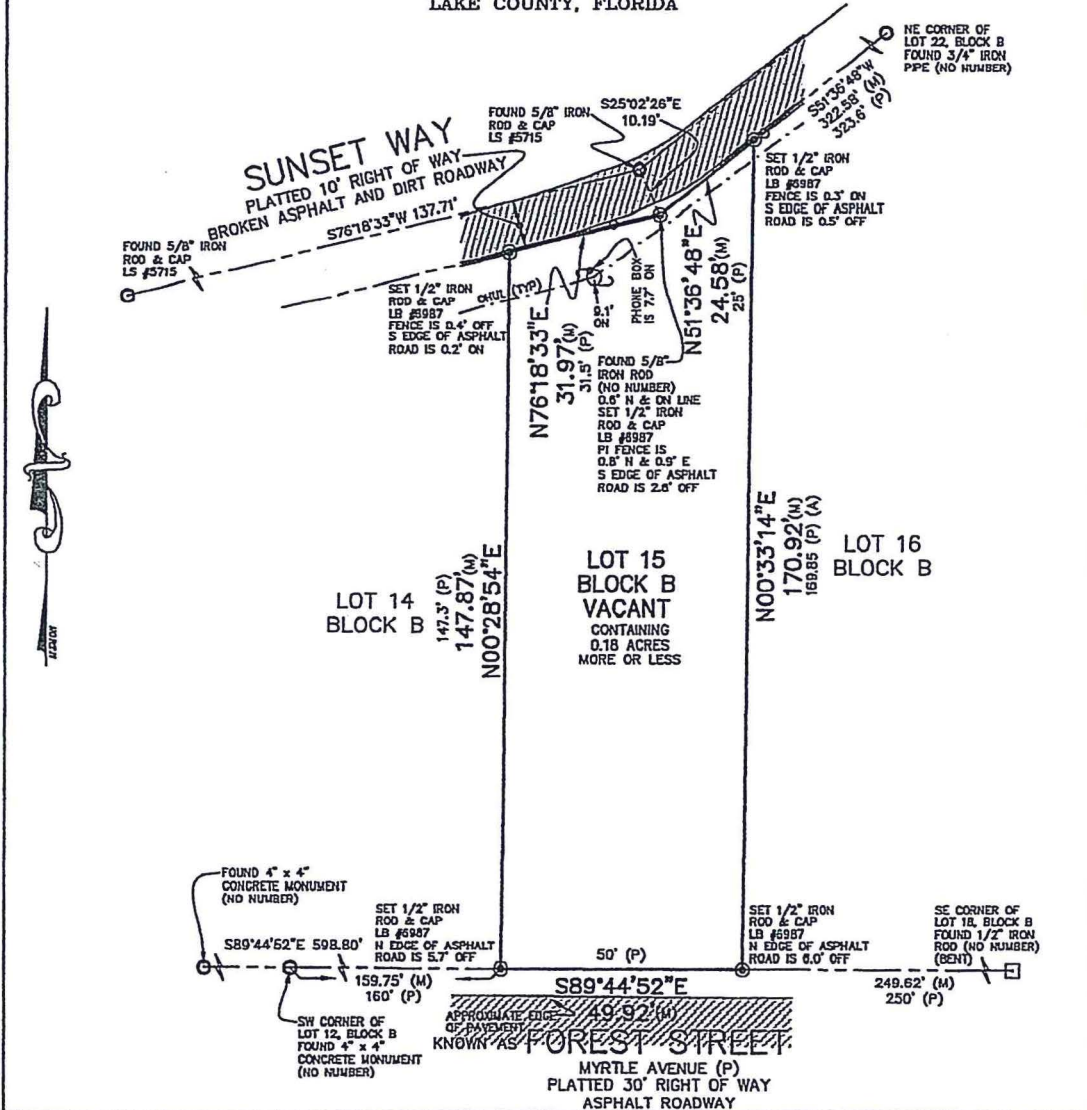 LAKE COUNTY, FLORIDA
NE CORNER OF
LOT 22, BLOCK B
FOUND 3/4" IRON
PIPE (NO NUMBER)
S51°36'48"W
322.58' (M)
323.6' (P)
FOUND 5/8" IRON
ROD & CAP
LS #5715
S25°02'26"E
10.19'
SUNSET WAY
PLATTED 10' RIGHT OF WAY
BROKEN ASPHALT AND DIRT ROADWAY
S76°18'33"W 137.71'
FOUND 5/8" IRON
ROD & CAP
LS #5715
SET 1/2" IRON
ROD & CAP
LB #6987
FENCE IS 0.3' ON
S EDGE OF ASPHALT
ROAD IS 0.5' OFF
SET 1/2" IRON
ROD & CAP
LB #6987
FENCE IS 0.4' OFF
S EDGE OF ASPHALT
ROAD IS 0.2' ON
OHUL (TYP)
9.1'
ON
PHONE BOX
IS 7.7' ON
N76°18'33"E
31.97'(M)
31.5' (P)
N51°36'48"E
24.58'(M)
25' (P)
FOUND 5/8"
IRON ROD
(NO NUMBER)
0.6' N & ON LINE
SET 1/2" IRON
ROD & CAP
LB #6987
PI FENCE IS
0.8' N & 0.9' E
S EDGE OF ASPHALT
ROAD IS 2.6' OFF
NORTH
LOT 14
BLOCK B
147.3' (P)
147.87'(M)
N00°28'54"E
LOT 15
BLOCK B
VACANT
CONTAINING
0.18 ACRES
MORE OR LESS
N00°33'14"E
170.92'(M)
169.85 (P) (A)
LOT 16
BLOCK B
FOUND 4" x 4"
CONCRETE MONUMENT
(NO NUMBER)
S89°44'52"E 598.80'
SET 1/2" IRON
ROD & CAP
LB #6987
N EDGE OF ASPHALT
ROAD IS 5.7' OFF
159.75' (M)
160' (P)
SW CORNER OF
LOT 12, BLOCK B
FOUND 4" x 4"
CONCRETE MONUMENT
(NO NUMBER)
50' (P)
S89°44'52"E
49.92'(M)
SET 1/2" IRON
ROD & CAP
LB #6987
N EDGE OF ASPHALT
ROAD IS 6.0' OFF
SE CORNER OF
LOT 18, BLOCK B
FOUND 1/2" IRON
ROD (NO NUMBER)
(BENT)
249.62' (M)
250' (P)
APPROXIMATE EDGE
OF PAVEMENT
KNOWN AS FOREST STREET
MYRTLE AVENUE (P)
PLATTED 30' RIGHT OF WAY
ASPHALT ROADWAY